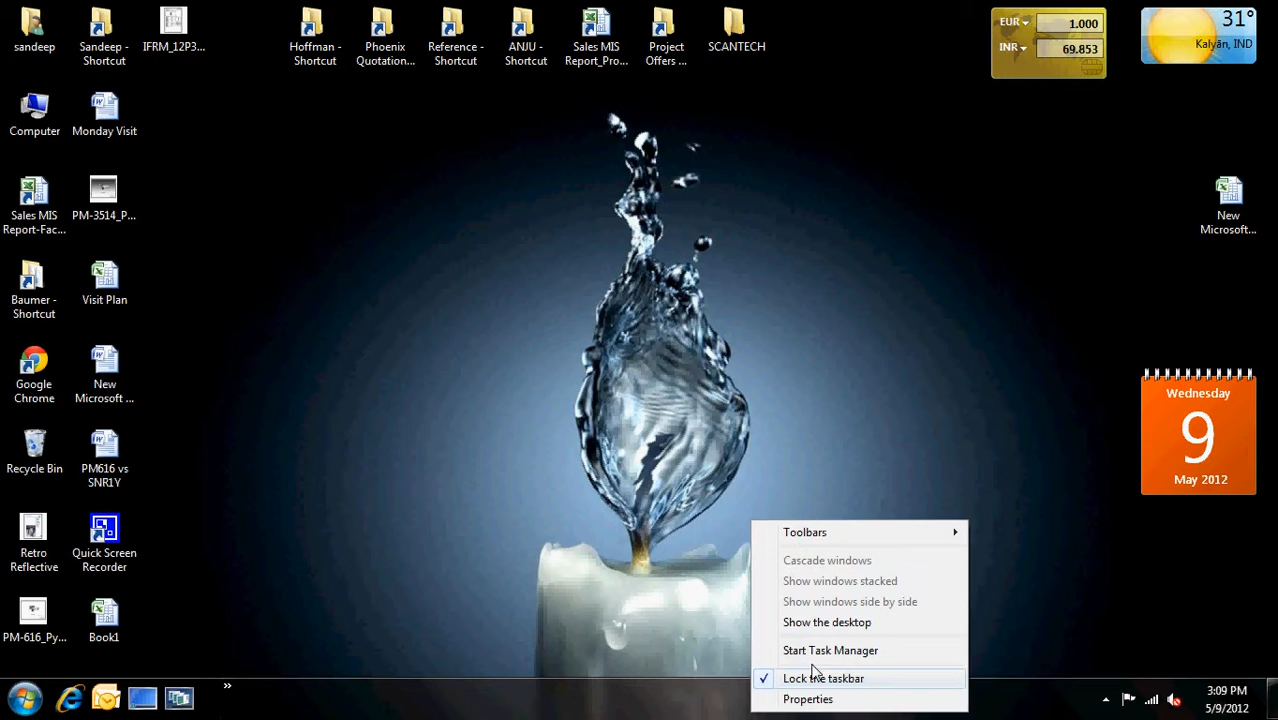 sandeep
Sandeep -
Shortcut
IFRM_12P3...
Hoffman -
Shortcut
Phoenix
Quotation...
Reference -
Shortcut
ANJU -
Shortcut
Sales MIS
Report_Pro...
Project
Offers ...
SCANTECH
EUR
1.000
INR
69.853
31°
Kalyān, IND
Computer
Monday Visit
Sales MIS
Report-Fac...
PM-3514_P...
New
Microsoft...
Baumer -
Shortcut
Visit Plan
Google
Chrome
New
Microsoft ...
Wednesday
9
May 2012
Recycle Bin
PM616 vs
SNR1Y
Retro
Reflective
Quick Screen
Recorder
PM-616_Py...
Book1
Toolbars
Cascade windows
Show windows stacked
Show windows side by side
Show the desktop
Start Task Manager
Lock the taskbar
Properties
3:09 PM
5/9/2012